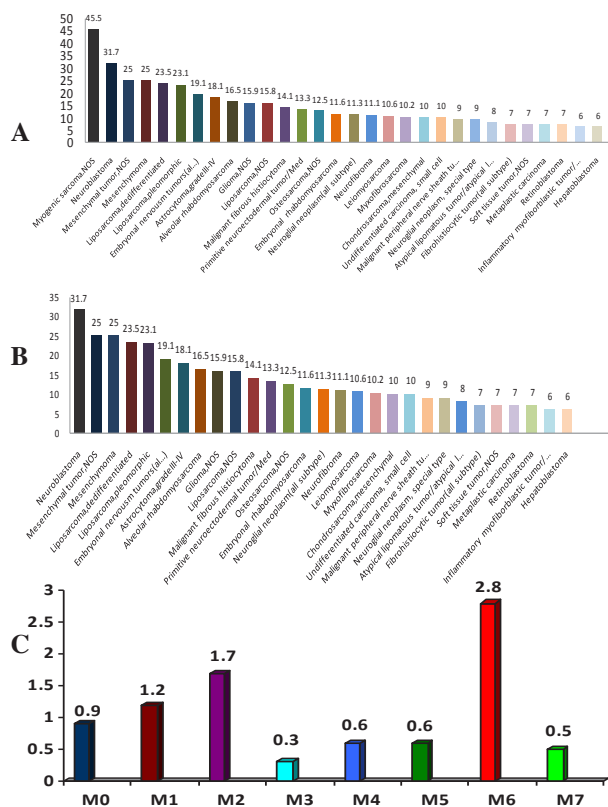 A
50
45
40
35
30
25
20
15
10
5
0
45.5 31.7 25 25 23.5 23.1 19.1 18.1 16.5 15.9 15.8 14.1 13.3 12.5 11.6 11.3 11.1 10.6 10.2 10 10 9 9 8 7 7 7 7 6 6
Myogenic sarcoma,NOS
Neuroblastoma
Mesenchymal tumor,NOS
Mesenchymoma
Liposarcoma,dedifferentiated
Liposarcoma,pleomorphic
Embryonal nervoum tumors(al...)
Astrocytoma,gradeII-IV
Alveolar rhabdomyosarcoma
Glioma,NOS
Liposarcoma,NOS
Malignant fibrous histiocytoma
Primitive neuroectodermal tumor/Med
Osteosarcoma,NOS
Embryonal rhabdomyosarcoma
Neuroglial neoplasm(all subtype)
Neurofibroma
Leiomyosarcoma
Myxofibrosarcoma
Chondrosarcoma,mesenchymal
Undifferentiated carcinoma, small cell
Malignant peripheral nerve sheath tu...
Neuroglial neoplasm, special type
Atypical lipomatous tumor/atypical l...
Fibrohistiocytic tumor(all subtype)
Soft tissue tumor,NOS
Metaplastic carcinoma
Retinoblastoma
Inflammatory myofiborblastic tumor/...
Hepatoblastoma
B
35
30
25
20
15
10
5
0
31.7 25 25 23.5 23.1 19.1 18.1 16.5 15.9 15.8 14.1 13.3 12.5 11.6 11.3 11.1 10.6 10.2 10 10 9 9 8 7 7 7 7 6 6
Neuroblastoma
Mesenchymal tumor,NOS
Mesenchymoma
Liposarcoma,dedifferentiated
Liposarcoma,pleomorphic
Embryonal nervoum tumors(al...)
Astrocytoma,gradeII-IV
Alveolar rhabdomyosarcoma
Glioma,NOS
Liposarcoma,NOS
Malignant fibrous histiocytoma
Primitive neuroectodermal tumor/Med
Osteosarcoma,NOS
Embryonal rhabdomyosarcoma
Neuroglial neoplasm(all subtype)
Neurofibroma
Leiomyosarcoma
Myxofibrosarcoma
Chondrosarcoma,mesenchymal
Undifferentiated carcinoma, small cell
Malignant peripheral nerve sheath tu...
Neuroglial neoplasm, special type
Atypical lipomatous tumor/atypical l...
Fibrohistiocytic tumor(all subtype)
Soft tissue tumor,NOS
Metaplastic carcinoma
Retinoblastoma
Inflammatory myofiborblastic tumor/...
Hepatoblastoma
C
3
2.5
2
1.5
1
0.5
0
0.9 1.2 1.7 0.3 0.6 0.6 2.8 0.5
M0 M1 M2 M3 M4 M5 M6 M7